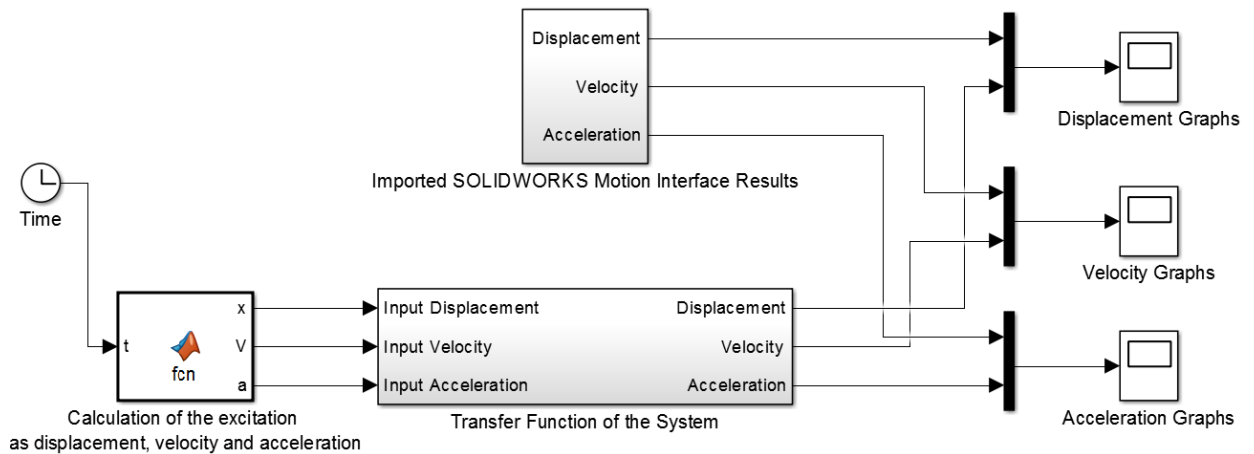 Displacement
Velocity
Acceleration
Imported SOLIDWORKS Motion Interface Results
Displacement Graphs
Time
Velocity Graphs
t
fcn
x
V
a
Calculation of the excitation
as displacement, velocity and acceleration
Input Displacement
Input Velocity
Input Acceleration
Displacement
Velocity
Acceleration
Transfer Function of the System
Acceleration Graphs